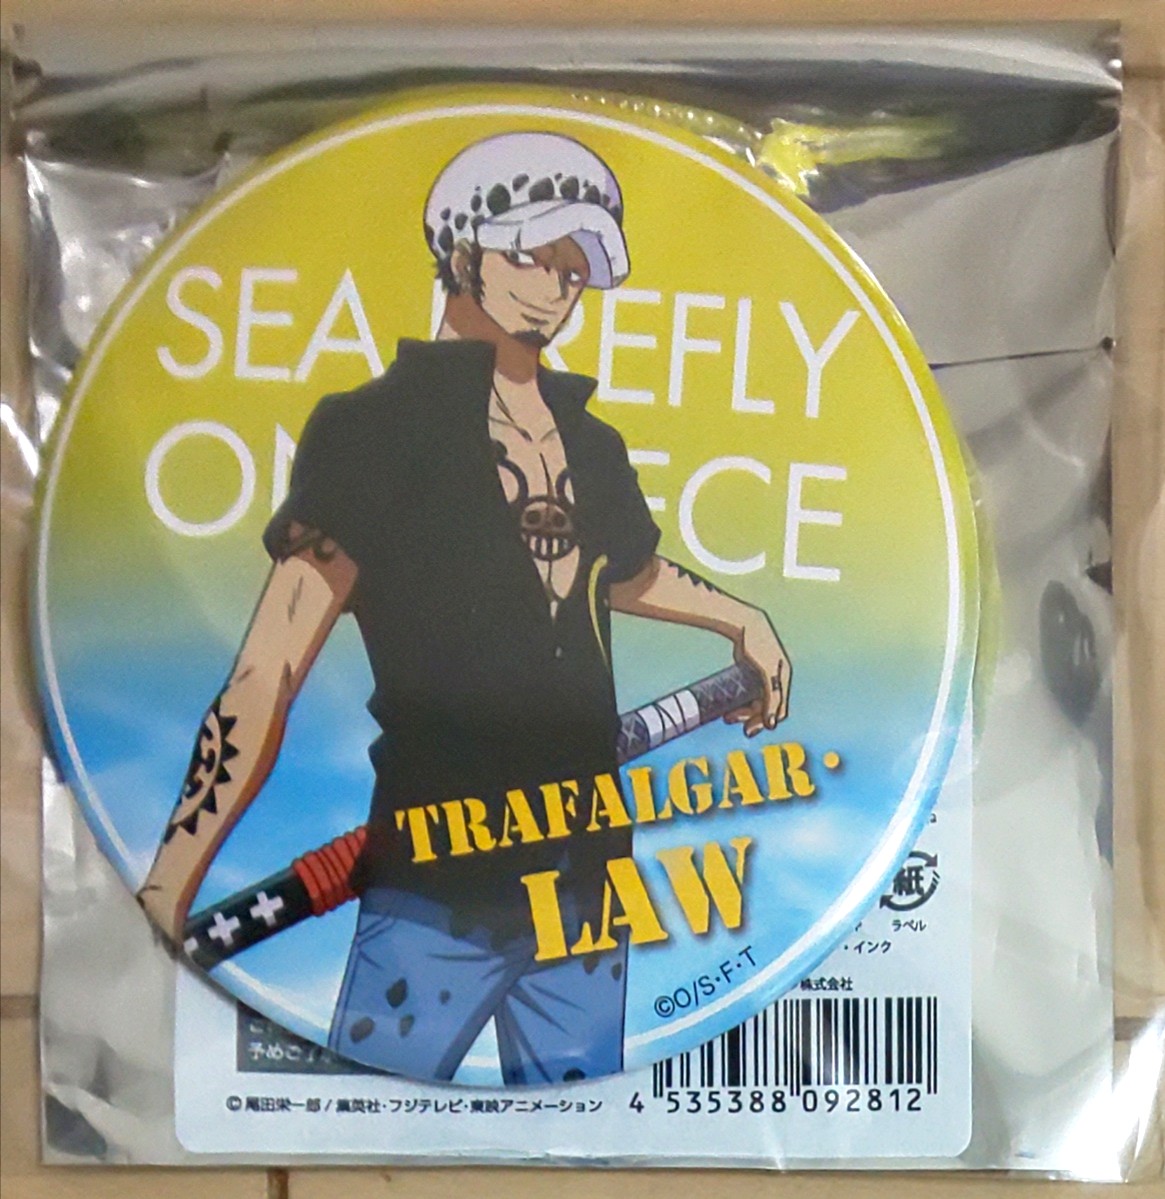 SEA REFLY
ON ECE
TRAFALGAR・
LAW
©O/S・F・T
紙
ラベル
・インク
株式会社
予めご了
©尾田栄一郎/集英社・フジテレビ・東映アニメーション
4 535388 092812